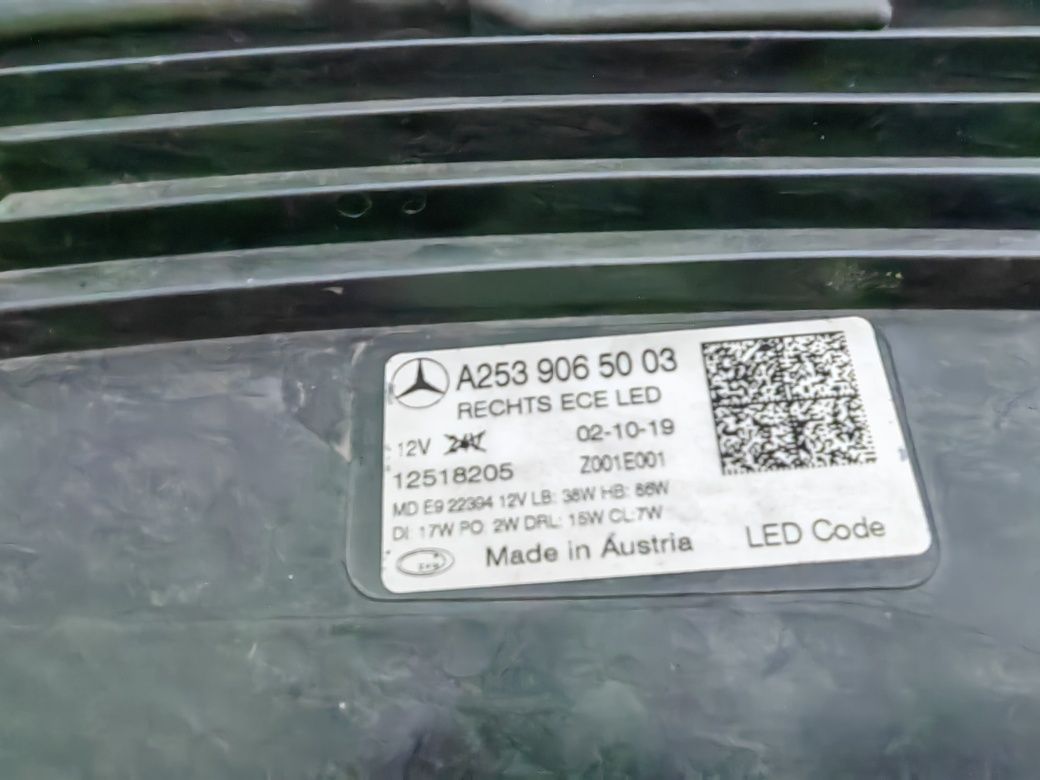 A253 906 50 03
RECHTS ECE LED
12V 24V 02-10-19
12518205 Z001E001
MD E9 22394 12V LB: 38W HB: 86W
DI: 17W PO: 2W DRL: 15W CL:7W
Made in Austria LED Code